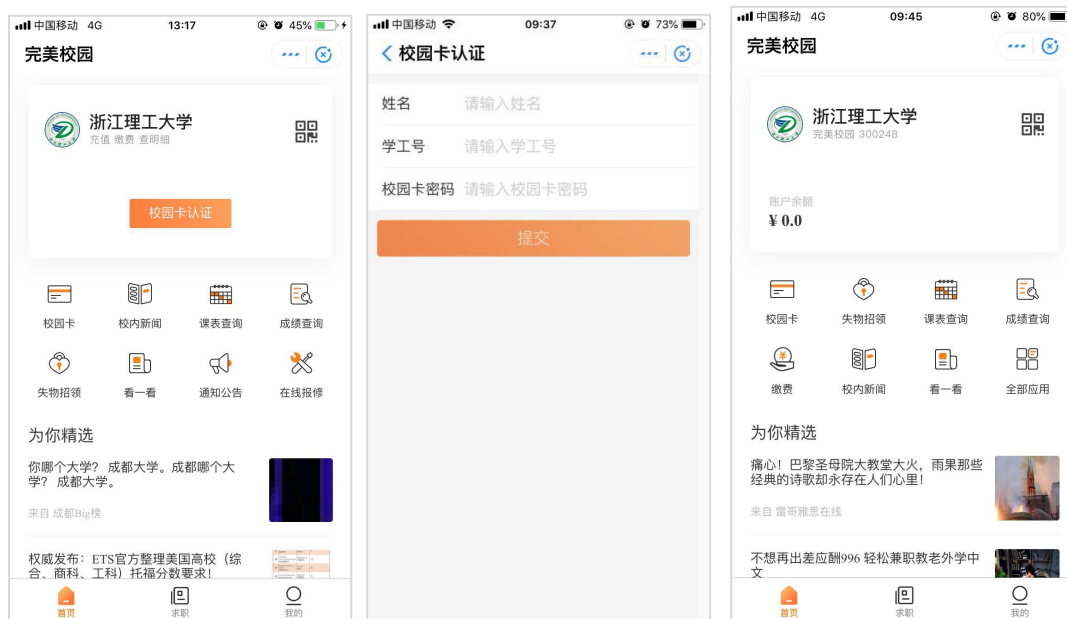 中国移动 4G 13:17 45%
完美校园
浙江理工大学
充值 缴费 查明细
校园卡认证
校园卡 校内新闻 课表查询 成绩查询
失物招领 看一看 通知公告 在线报修
为你精选
你哪个大学？成都大学。成都哪个大
学？成都大学。
来自 成都Big榜
权威发布：ETS官方整理美国高校（综
合、商科、工科）托福分数要求！
首页 求职 我的
中国移动 09:37 73%
校园卡认证
姓名 请输入姓名
学工号 请输入学工号
校园卡密码 请输入校园卡密码
提交
中国移动 4G 09:45 80%
完美校园
浙江理工大学
完美校园 300248
账户余额
¥ 0.0
校园卡 失物招领 课表查询 成绩查询
缴费 校内新闻 看一看 全部应用
为你精选
痛心！巴黎圣母院大教堂大火，雨果那些
经典的诗歌却永存在人们心里！
来自 雷哥雅思在线
不想再出差应酬996 轻松兼职教老外学中
文
首页 求职 我的